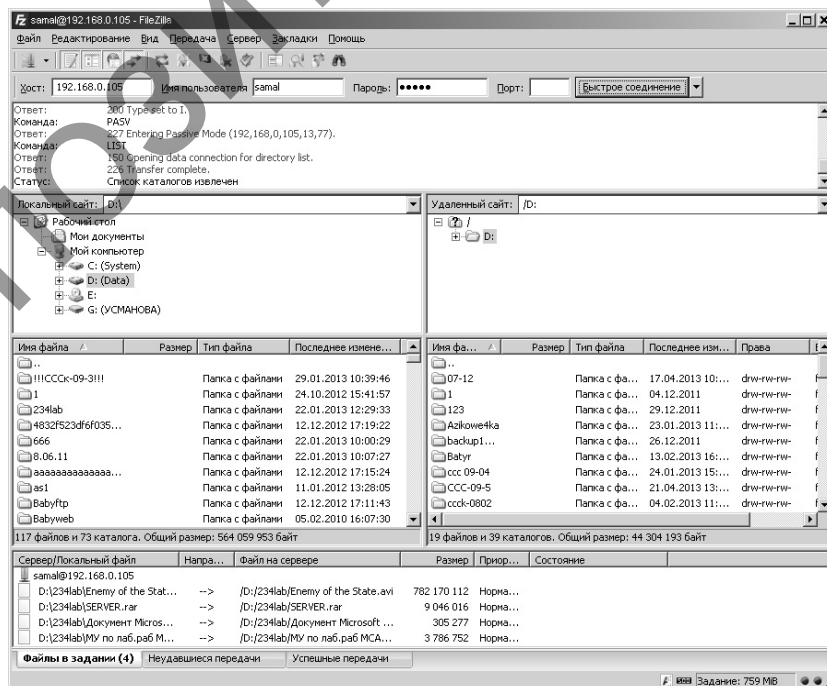 samal@192.168.0.105 - FileZilla
Файл Редактирование Вид Передача Сервер Закладки Помощь
Хост: 192.168.0.105 Имя пользователя samal Пароль: ●●●●● Порт: Быстрое соединение
Ответ: 200 Type set to I.
Команда: PASV
Ответ: 227 Entering Passive Mode (192,168,0,105,13,77).
Команда: LIST
Ответ: 150 Opening data connection for directory list.
Ответ: 226 Transfer complete.
Статус: Список каталогов извлечен
Локальный сайт: D:\
Рабочий стол
Мои документы
Мой компьютер
C: (System)
D: (Data)
E:
G: (УСМАНОВА)
Удаленный сайт: /D:
/
D:
Имя файла Размер Тип файла Последнее измене...
..
!!!СССк-09-3!!! Папка с файлами 29.01.2013 10:39:46
1 Папка с файлами 24.10.2012 15:41:57
234lab Папка с файлами 22.01.2013 12:29:33
4832f523df6f035... Папка с файлами 12.12.2012 17:19:22
666 Папка с файлами 22.01.2013 10:00:29
8.06.11 Папка с файлами 22.01.2013 10:07:27
aaaaaaaaaaaaaa... Папка с файлами 12.12.2012 17:15:24
as1 Папка с файлами 11.01.2012 13:28:05
Babyftp Папка с файлами 12.12.2012 17:11:43
Babyweb Папка с файлами 05.02.2010 16:07:30
117 файлов и 73 каталога. Общий размер: 564 059 953 байт
Имя фа... Размер Тип файла Последнее изм... Права
..
07-12 Папка с фа... 17.04.2013 10:... drw-rw-rw-
1 Папка с фа... 04.12.2011 drw-rw-rw-
123 Папка с фа... 29.12.2011 drw-rw-rw-
Azikowe4ka Папка с фа... 23.01.2013 11:... drw-rw-rw-
backup1... Папка с фа... 26.12.2011 drw-rw-rw-
Batyr Папка с фа... 13.02.2013 16:... drw-rw-rw-
ccc 09-04 Папка с фа... 24.01.2013 15:... drw-rw-rw-
CCC-09-5 Папка с фа... 21.04.2013 13:... drw-rw-rw-
ccck-0802 Папка с фа... 04.02.2013 11:... drw-rw-rw-
19 файлов и 39 каталогов. Общий размер: 44 304 193 байт
Сервер/Локальный файл Напра... Файл на сервере Размер Приор... Состояние
samal@192.168.0.105
D:\234lab\Enemy of the Stat... --> /D:/234lab/Enemy of the State.avi 782 170 112 Норма...
D:\234lab\SERVER.rar --> /D:/234lab/SERVER.rar 9 046 016 Норма...
D:\234lab\Документ Micros... --> /D:/234lab/Документ Microsoft ... 305 277 Норма...
D:\234lab\МУ по лаб.раб М... --> /D:/234lab/МУ по лаб.раб МСА... 3 786 752 Норма...
Файлы в задании (4) Неудавшиеся передачи Успешные передачи
Задание: 759 MiB